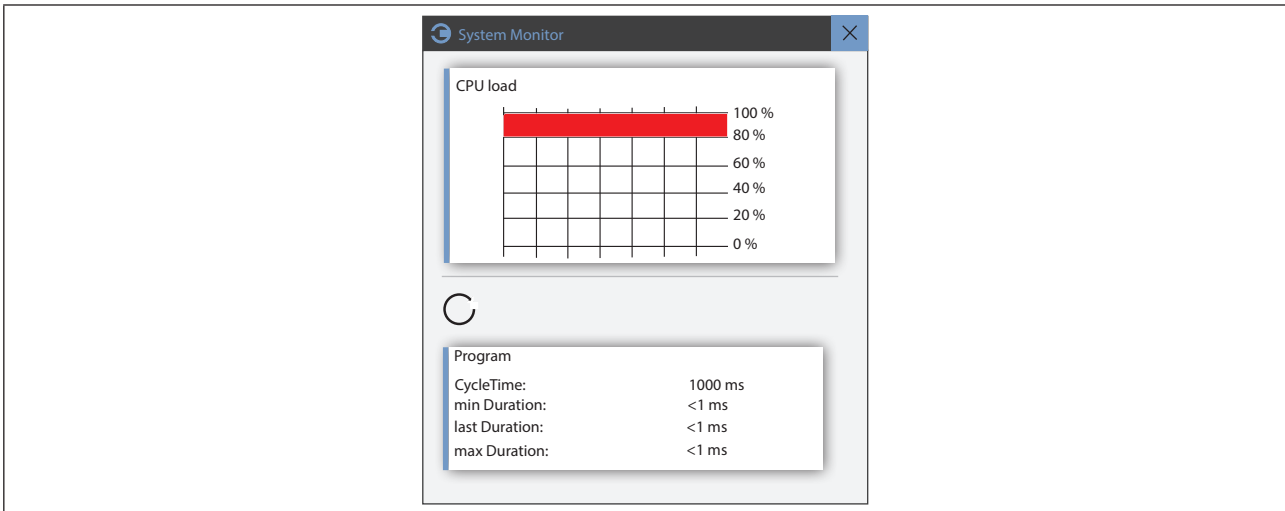 System Monitor
CPU load
100 %
80 %
60 %
40 %
20 %
0 %
Program
CycleTime: 1000 ms
min Duration: <1 ms
last Duration: <1 ms
max Duration: <1 ms